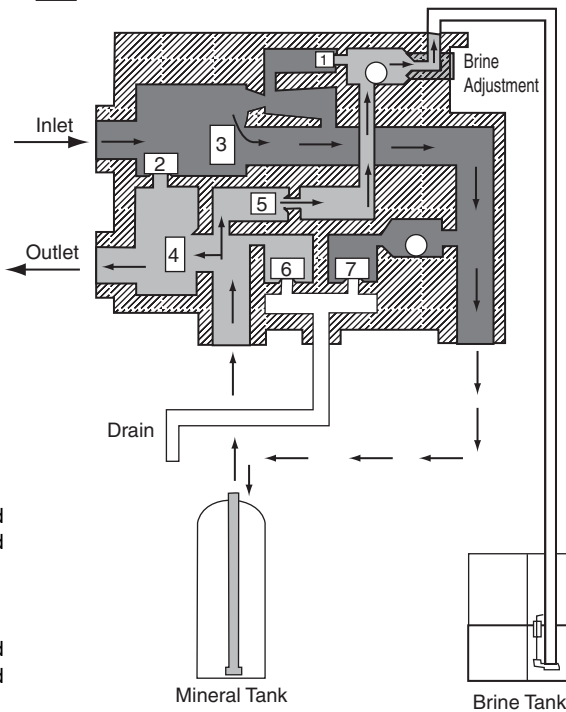 1
Brine
Adjustment
Inlet
3
2
5
Outlet
4
6
7
Drain
d
d
d
d
Mineral Tank
Brine Tank